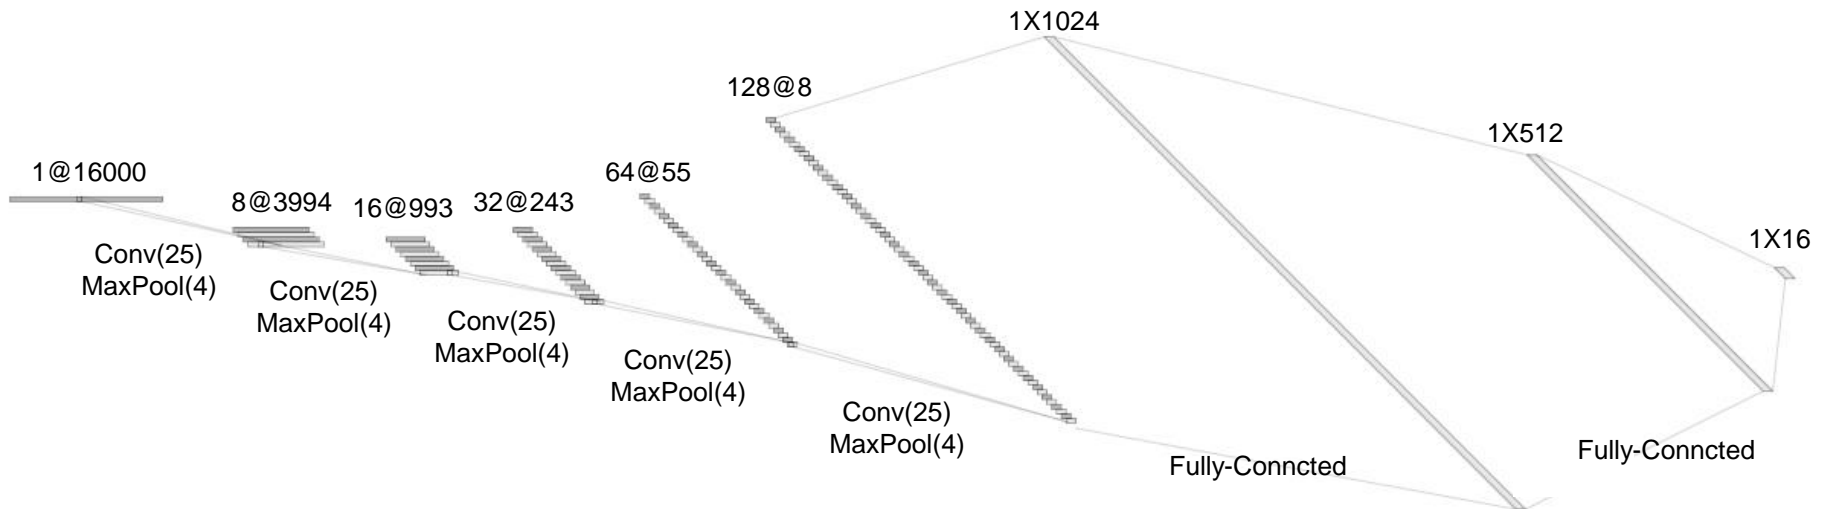 1@16000
8@3994
16@993
32@243
64@55
128@8
1X1024
1X512
1X16
Conv(25)
MaxPool(4)
Conv(25)
MaxPool(4)
Conv(25)
MaxPool(4)
Conv(25)
MaxPool(4)
Conv(25)
MaxPool(4)
Fully-Conncted
Fully-Conncted